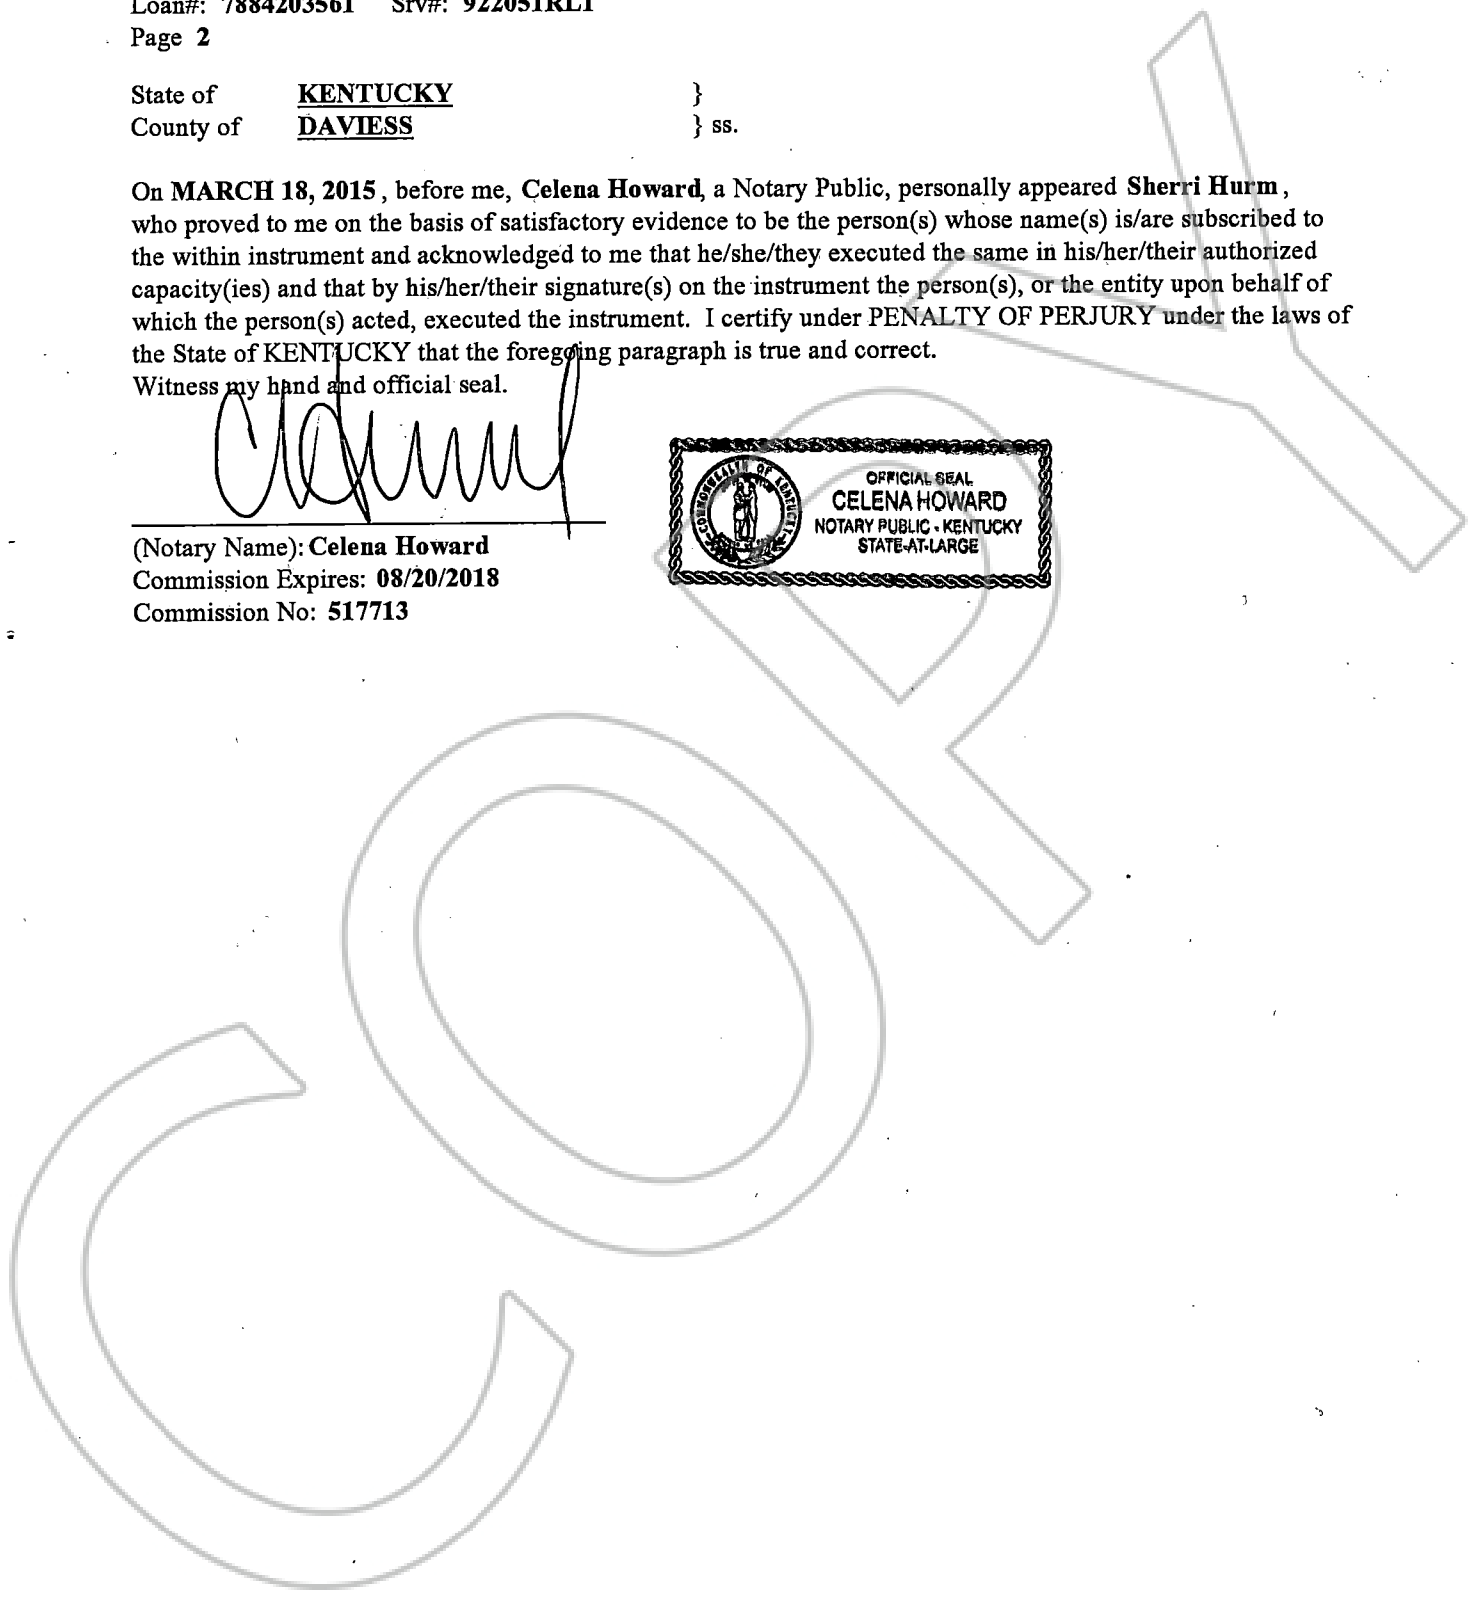 Loan#: 7884203561 Srv#: 922051RL1
Page 2
State of KENTUCKY }
County of DAVIESS } ss.
On MARCH 18, 2015, before me, Celena Howard, a Notary Public, personally appeared Sherri Hurm,
who proved to me on the basis of satisfactory evidence to be the person(s) whose name(s) is/are subscribed to
the within instrument and acknowledged to me that he/she/they executed the same in his/her/their authorized
capacity(ies) and that by his/her/their signature(s) on the instrument the person(s), or the entity upon behalf of
which the person(s) acted, executed the instrument. I certify under PENALTY OF PERJURY under the laws of
the State of KENTUCKY that the foregoing paragraph is true and correct.
Witness my hand and official seal.
COMMONWEALTH OF KENTUCKY
OFFICIAL SEAL
CELENA HOWARD
NOTARY PUBLIC - KENTUCKY
STATE-AT-LARGE
(Notary Name): Celena Howard
Commission Expires: 08/20/2018
Commission No: 517713
COPY